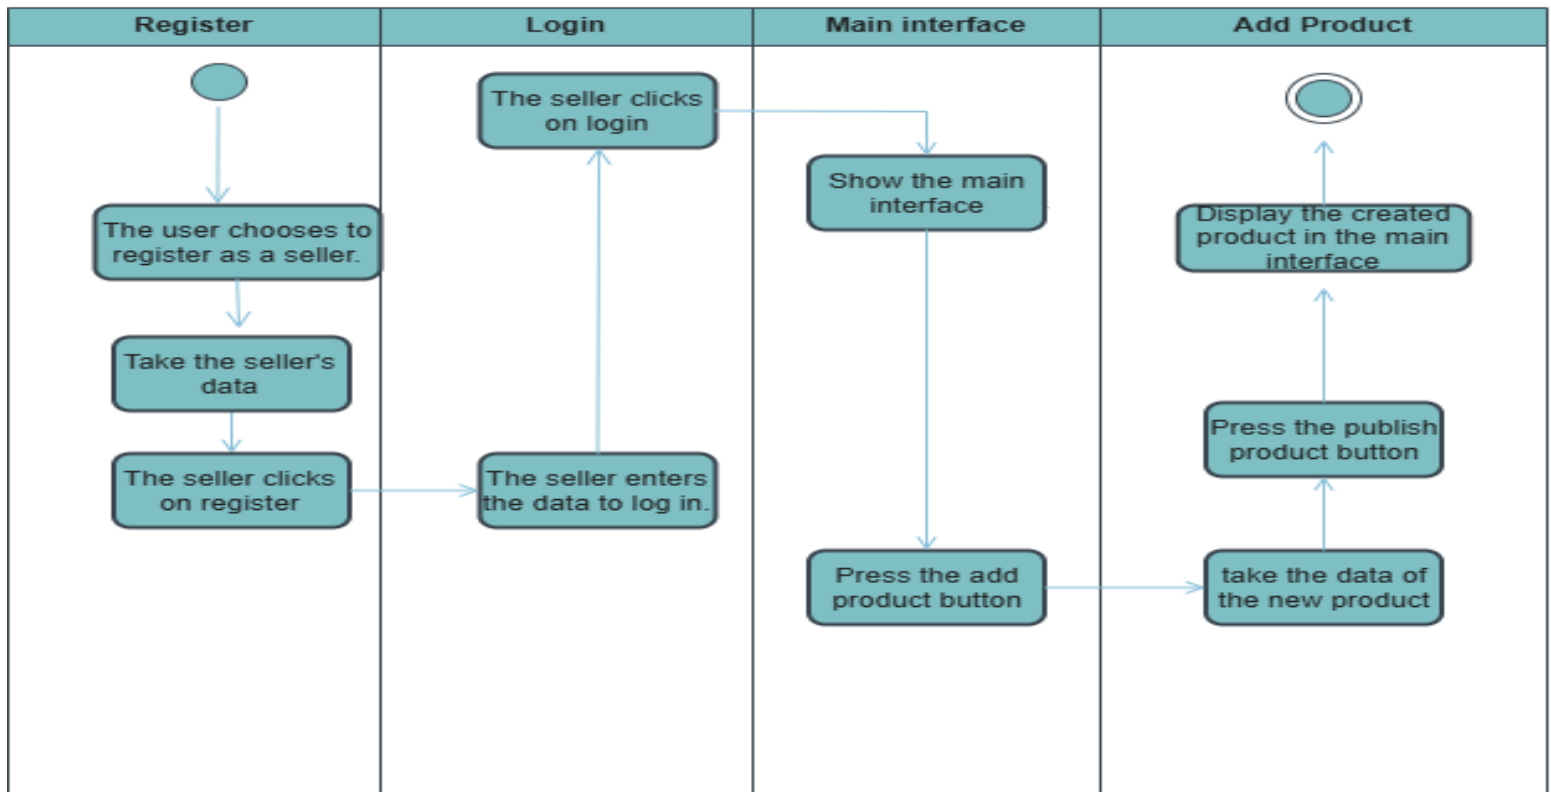 Register
Login
Main interface
Add Product
The user chooses to
register as a seller.
Take the seller's
data
The seller clicks
on register
The seller clicks
on login
The seller enters
the data to log in.
Show the main
interface
Press the add
product button
Display the created
product in the main
interface
Press the publish
product button
take the data of
the new product